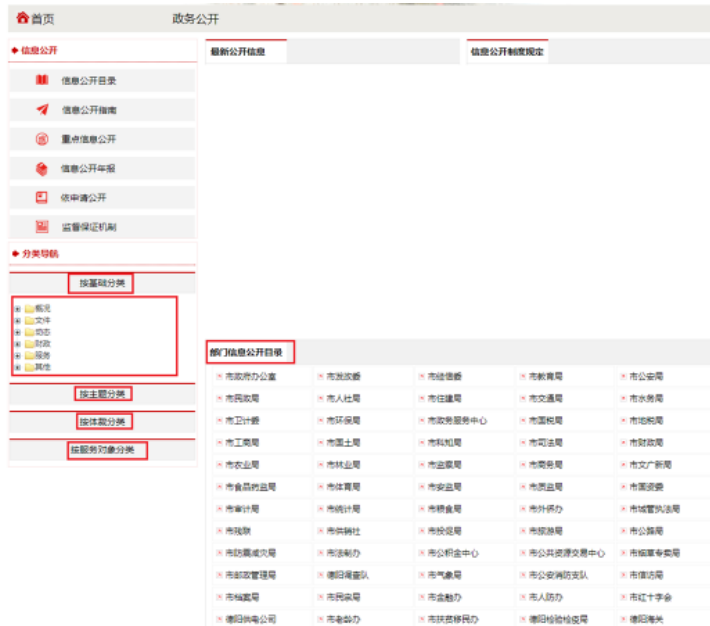 首页 政务公开
信息公开
信息公开目录
信息公开指南
重点信息公开
信息公开年报
依申请公开
监督保证机制
分类导航
按基础分类
概况
文件
动态
财政
服务
其他
按主题分类
按体裁分类
按服务对象分类
最新公开信息 信息公开制度规定
部门信息公开目录
市政府办公室 市发改委 市经信委 市教育局 市公安局
市民政局 市人社局 市住建局 市交通局 市水务局
市卫计委 市环保局 市政务服务中心 市国税局 市地税局
市工商局 市国土局 市科知局 市司法局 市财政局
市农业局 市林业局 市监察局 市商务局 市文广新局
市食品药监局 市体育局 市安监局 市质监局 市国资委
市审计局 市统计局 市粮食局 市外侨办 市城管执法局
市残联 市供销社 市投促局 市旅游局 市公路局
市防震减灾局 市法制办 市公积金中心 市公共资源交易中心 市烟草专卖局
市邮政管理局 德阳调查队 市气象局 市公安消防支队 市信访局
市档案局 市民宗局 市金融办 市人防办 市红十字会
德阳供电公司 市老龄办 市扶贫移民办 德阳检验检疫局 德阳海关